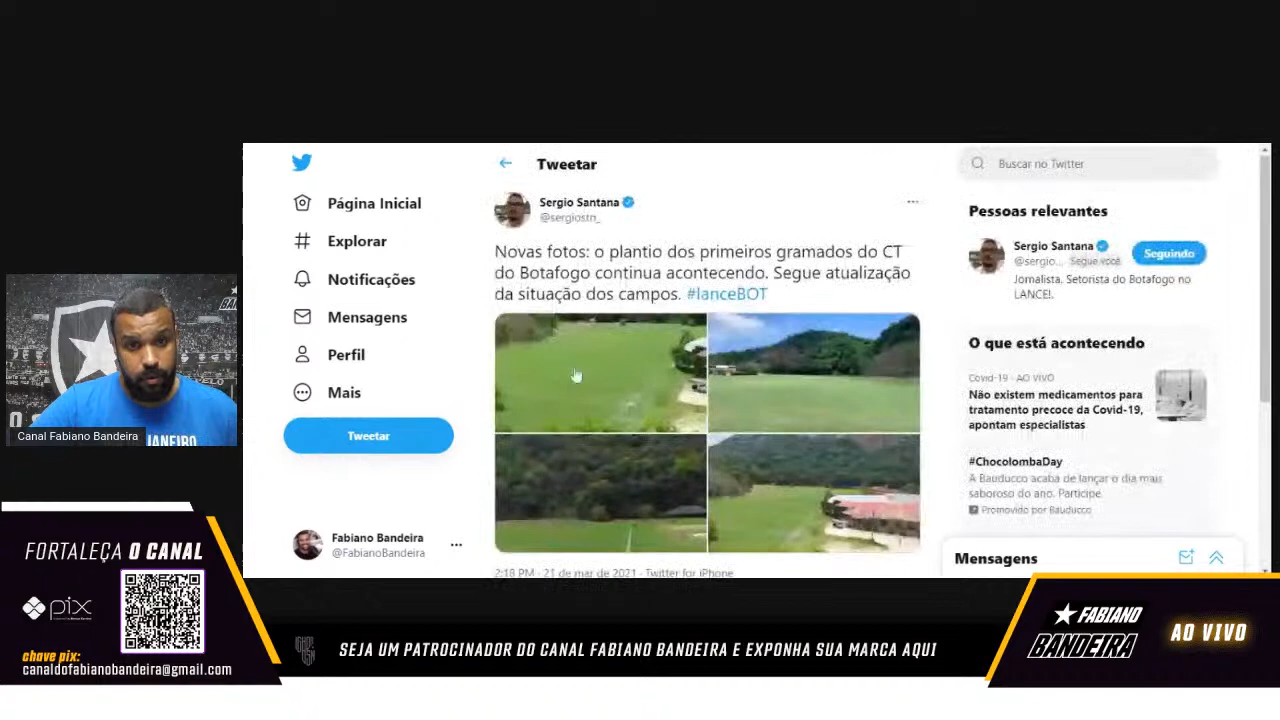 Tweetar
Página Inicial
Explorar
Notificações
Mensagens
Perfil
Mais
Tweetar
Fabiano Bandeira
@FabianoBandeira
Sergio Santana
@sergiostn_
Novas fotos: o plantio dos primeiros gramados do CT
do Botafogo continua acontecendo. Segue atualização
da situação dos campos. #lanceBOT
2:18 PM · 21 de mar de 2021 · Twitter for iPhone
Buscar no Twitter
Pessoas relevantes
Sergio Santana
@sergio... Segue você
Seguindo
Jornalista. Setorista do Botafogo no
LANCE!.
O que está acontecendo
Covid-19 · AO VIVO
Não existem medicamentos para
tratamento precoce da Covid-19,
apontam especialistas
#ChocolombaDay
A Bauducco acaba de lançar o dia mais
saboroso do ano. Participe
Promovido por Bauducco
Mensagens
Canal Fabiano Bandeira
JANEIRO
FORTALEÇA O CANAL
pix
chave pix:
canaldofabianobandeira@gmail.com
SEJA UM PATROCINADOR DO CANAL FABIANO BANDEIRA E EXPONHA SUA MARCA AQUI
FABIANO
BANDEIRA
AO VIVO